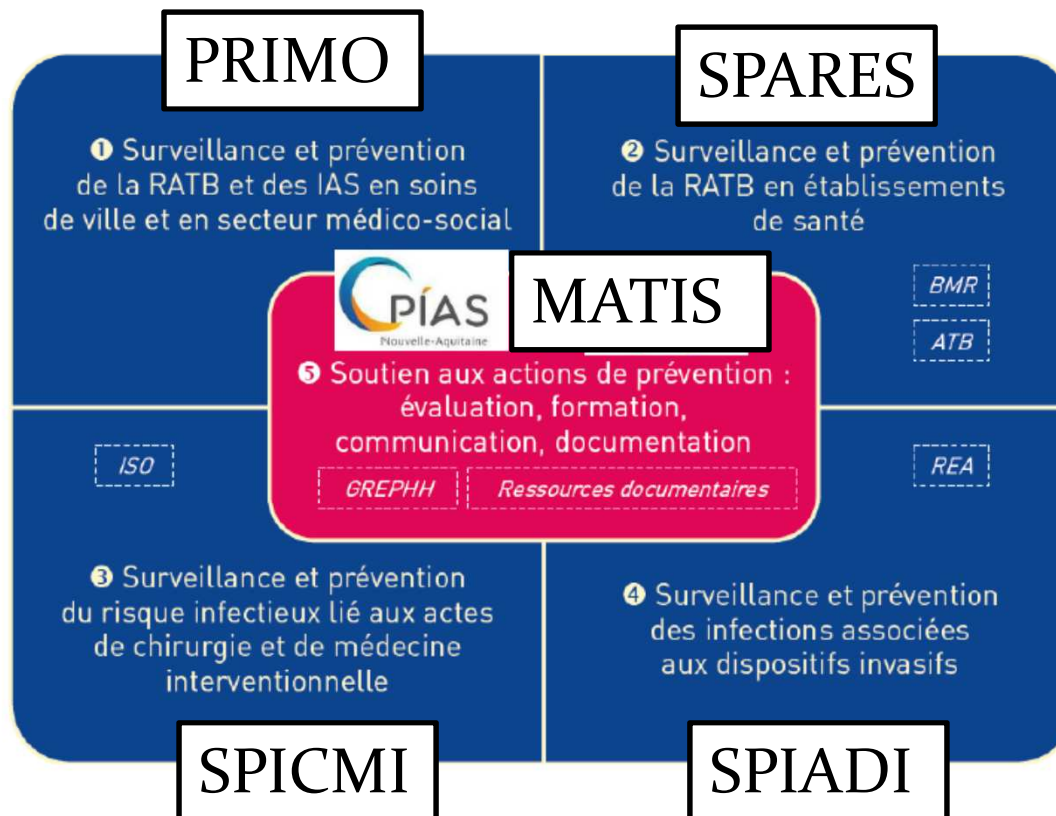 PRIMO
SPARES
❶ Surveillance et prévention
de la RATB et des IAS en soins
de ville et en secteur médico-social
❷ Surveillance et prévention
de la RATB en établissements
de santé
BMR
ATB
CPÍAS
Nouvelle-Aquitaine
MATIS
❺ Soutien aux actions de prévention :
évaluation, formation,
communication, documentation
GREPHH
Ressources documentaires
ISO
REA
❸ Surveillance et prévention
du risque infectieux lié aux actes
de chirurgie et de médecine
interventionnelle
❹ Surveillance et prévention
des infections associées
aux dispositifs invasifs
SPICMI
SPIADI